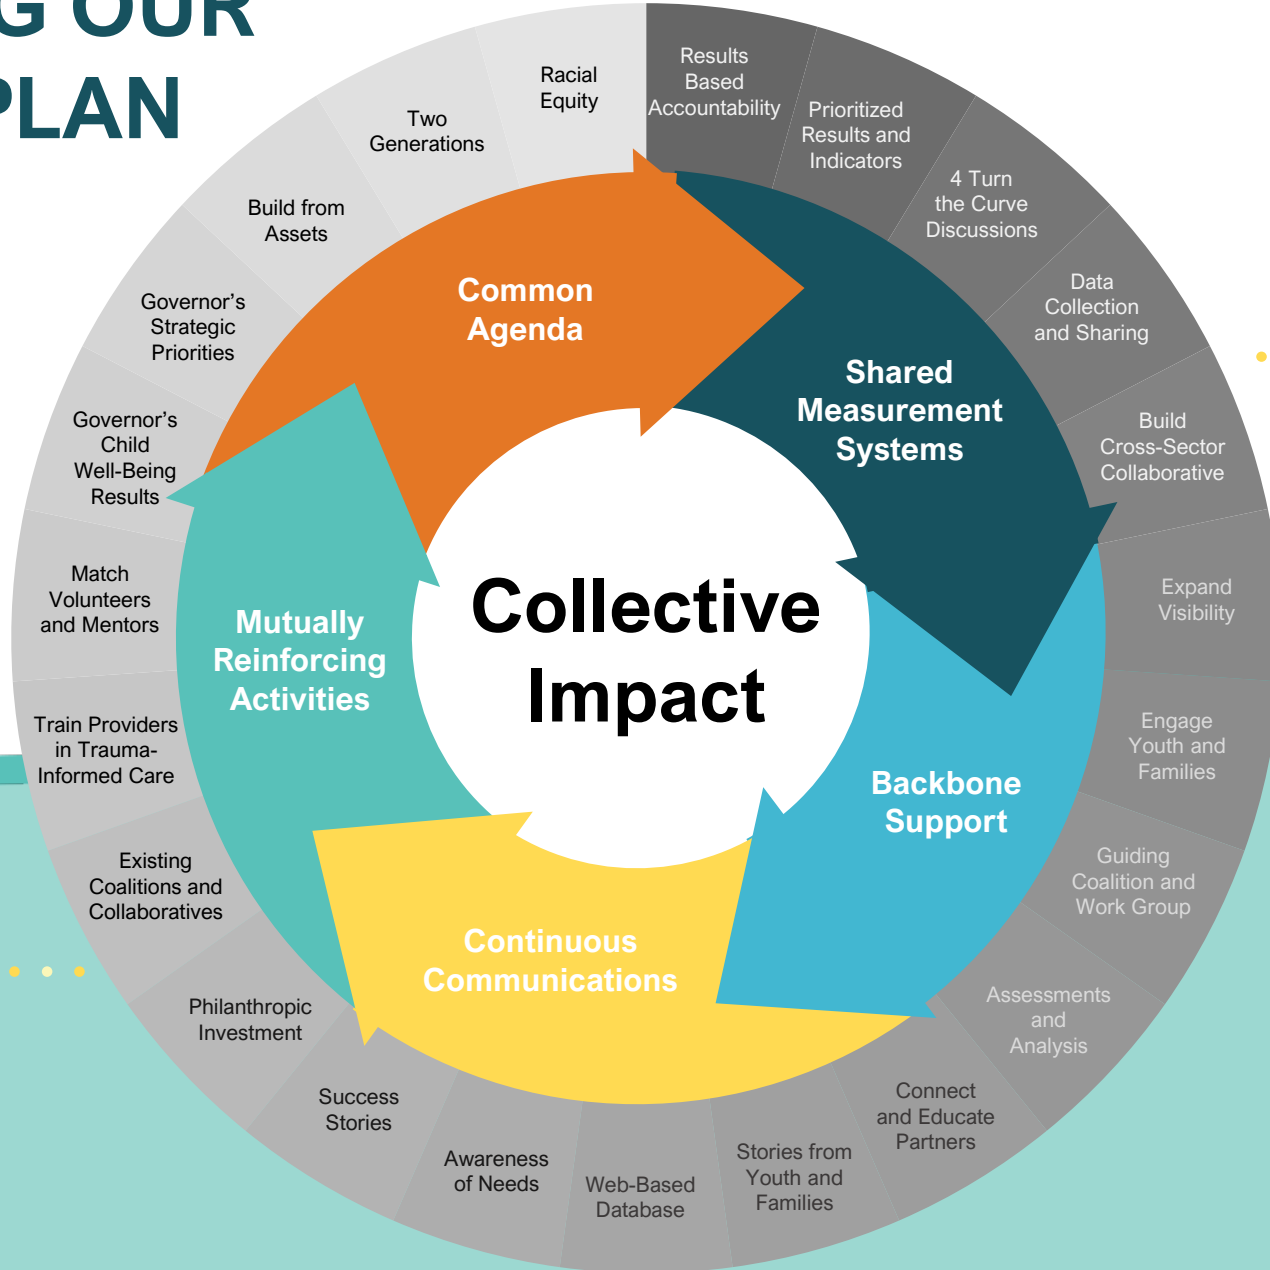 G OUR
PLAN
Racial
Equity
Results
Based
Accountability
Prioritized
Results and
Indicators
4 Turn
the Curve
Discussions
Data
Collection
and Sharing
Build
Cross-Sector
Collaborative
Expand
Visibility
Engage
Youth and
Families
Guiding
Coalition and
Work Group
Assessments
and
Analysis
Connect
and Educate
Partners
Stories from
Youth and
Families
Web-Based
Database
Awareness
of Needs
Success
Stories
Philanthropic
Investment
Existing
Coalitions and
Collaboratives
Train Providers
in Trauma-
Informed Care
Match
Volunteers
and Mentors
Governor's
Child
Well-Being
Results
Governor's
Strategic
Priorities
Build from
Assets
Two
Generations
Common
Agenda
Shared
Measurement
Systems
Backbone
Support
Continuous
Communications
Mutually
Reinforcing
Activities
Collective
Impact